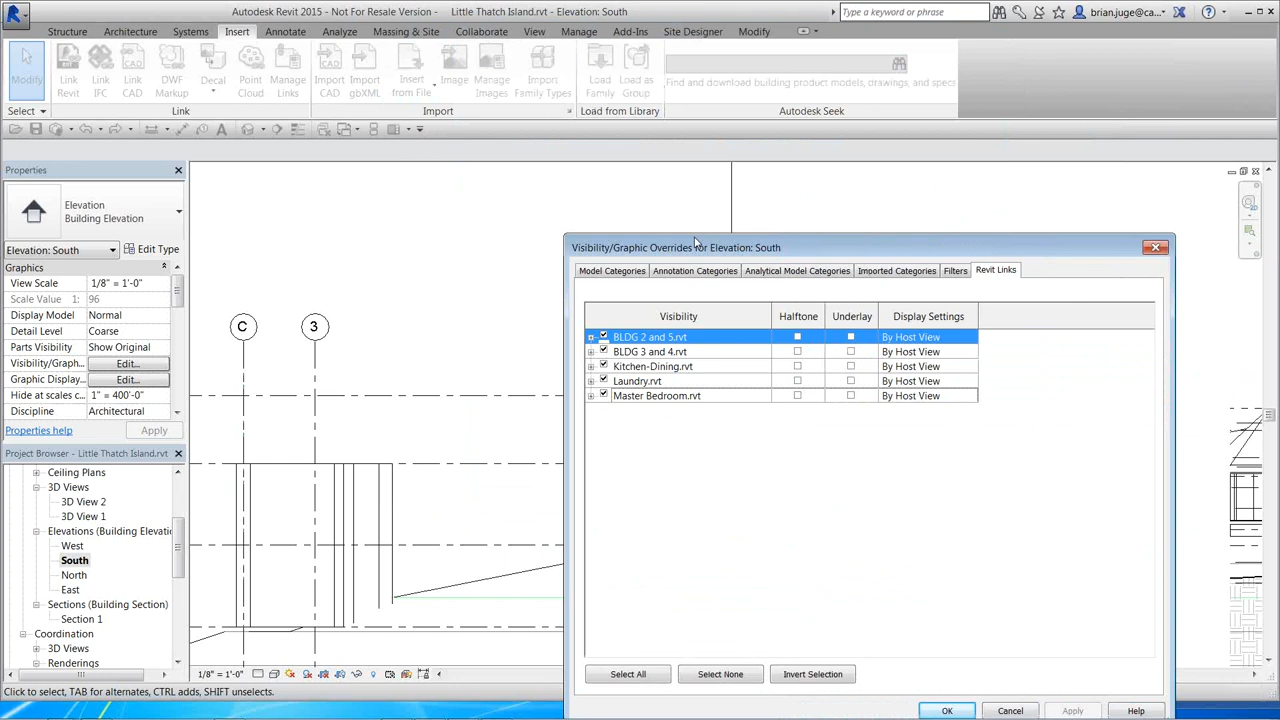 Autodesk Revit 2015 - Not For Resale Version - Little Thatch Island.rvt - Elevation: South
Type a keyword or phrase
brian.juge@ca...
Structure Architecture Systems Insert Annotate Analyze Massing & Site Collaborate View Manage Add-Ins Site Designer Modify
Modify
Link Revit
Link IFC
Link CAD
DWF Markup
Decal
Point Cloud
Manage Links
Import CAD
Import gbXML
Insert from File
Image
Manage Images
Import Family Types
Load Family
Load as Group
Find and download building product models, drawings, and specs
Select Link Import Load from Library Autodesk Seek
Properties
Elevation
Building Elevation
Elevation: South Edit Type
Graphics
View Scale 1/8" = 1'-0"
Scale Value 1: 96
Display Model Normal
Detail Level Coarse
Parts Visibility Show Original
Visibility/Graph... Edit...
Graphic Display... Edit...
Hide at scales c... 1" = 400'-0"
Discipline Architectural
Properties help Apply
Project Browser - Little Thatch Island.rvt
Ceiling Plans
3D Views
3D View 2
3D View 1
Elevations (Building Elevatio
West
South
North
East
Sections (Building Section)
Section 1
Coordination
3D Views
Renderings
C 3
Visibility/Graphic Overrides for Elevation: South
Model Categories Annotation Categories Analytical Model Categories Imported Categories Filters Revit Links
Visibility Halftone Underlay Display Settings
BLDG 2 and 5.rvt By Host View
BLDG 3 and 4.rvt By Host View
Kitchen-Dining.rvt By Host View
Laundry.rvt By Host View
Master Bedroom.rvt By Host View
Select All Select None Invert Selection
OK Cancel Apply Help
1/8" = 1'-0"
Click to select, TAB for alternates, CTRL adds, SHIFT unselects.